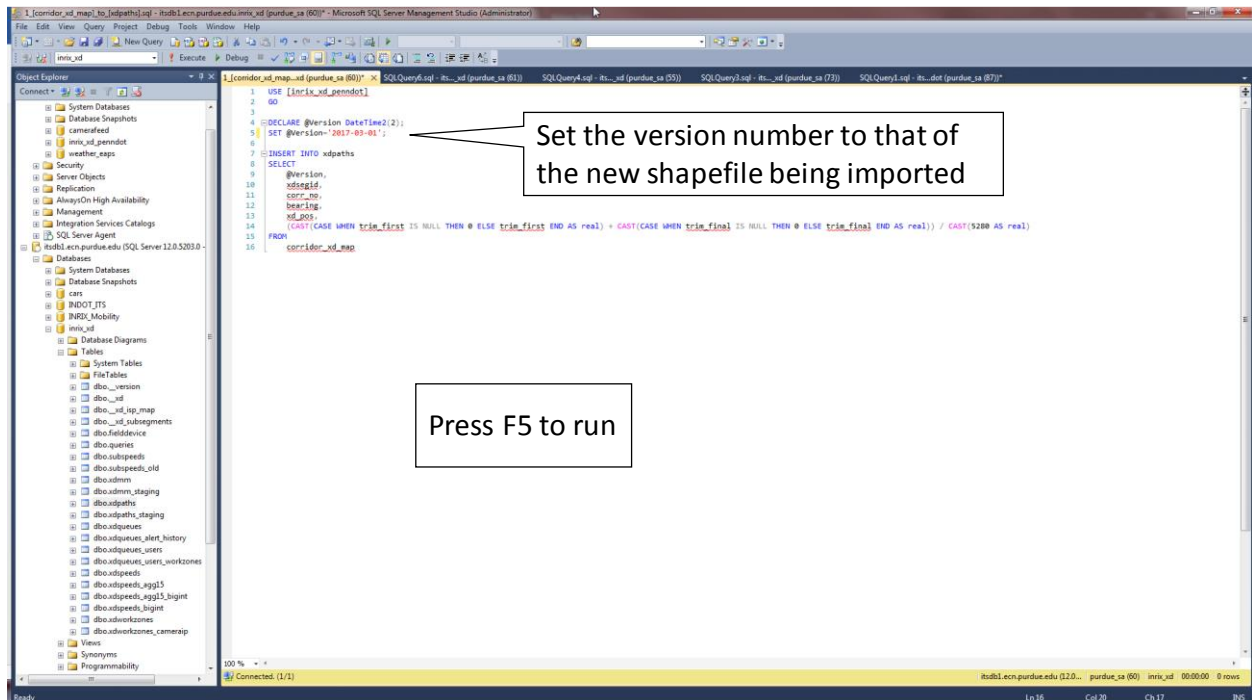 1_[corridor_xd_map]_to_[xdpaths].sql - itsdb1.ecn.purdue.edu.inrix_xd (purdue_sa (60))* - Microsoft SQL Server Management Studio (Administrator)
File Edit View Query Project Debug Tools Window Help
New Query
inrix_xd Execute Debug
Object Explorer
1_[corridor_xd_map...xd (purdue_sa (60))* SQLQuery6.sql - its..._xd (purdue_sa (61)) SQLQuery4.sql - its..._xd (purdue_sa (55)) SQLQuery3.sql - its..._xd (purdue_sa (73)) SQLQuery1.sql - its...dot (purdue_sa (87))*
Connect
System Databases
Database Snapshots
camerafeed
inrix_xd_penndot
weather_eaps
Security
Server Objects
Replication
AlwaysOn High Availability
Management
Integration Services Catalogs
SQL Server Agent
itsdb1.ecn.purdue.edu (SQL Server 12.0.5203.0 -
Databases
System Databases
Database Snapshots
cars
INDOT_ITS
INRIX_Mobility
inrix_xd
Database Diagrams
Tables
System Tables
FileTables
dbo.__version
dbo.__xd
dbo.__xd_isp_map
dbo.__xd_subsegments
dbo.fielddevice
dbo.queries
dbo.subspeeds
dbo.subspeeds_old
dbo.xdmm
dbo.xdmm_staging
dbo.xdpaths
dbo.xdpaths_staging
dbo.xdqueues
dbo.xdqueues_alert_history
dbo.xdqueues_users
dbo.xdqueues_users_workzones
dbo.xdspeeds
dbo.xdspeeds_agg15
dbo.xdspeeds_agg15_bigint
dbo.xdspeeds_bigint
dbo.xdworkzones
dbo.xdworkzones_cameraip
Views
Synonyms
Programmability
1 USE [inrix_xd_penndot]
2 GO
3
4 DECLARE @Version DateTime2(2);
5 SET @Version='2017-03-01';
6
7 INSERT INTO xdpaths
8 SELECT
9 @Version,
10 xdsegid,
11 corr_no,
12 bearing,
13 xd_pos,
14 (CAST(CASE WHEN trim_first IS NULL THEN 0 ELSE trim_first END AS real) + CAST(CASE WHEN trim_final IS NULL THEN 0 ELSE trim_final END AS real)) / CAST(5280 AS real)
15 FROM
16 corridor_xd_map
Set the version number to that of
the new shapefile being imported
Press F5 to run
100 %
Connected. (1/1) itsdb1.ecn.purdue.edu (12.0... purdue_sa (60) inrix_xd 00:00:00 0 rows
Ready Ln 16 Col 20 Ch 17 INS